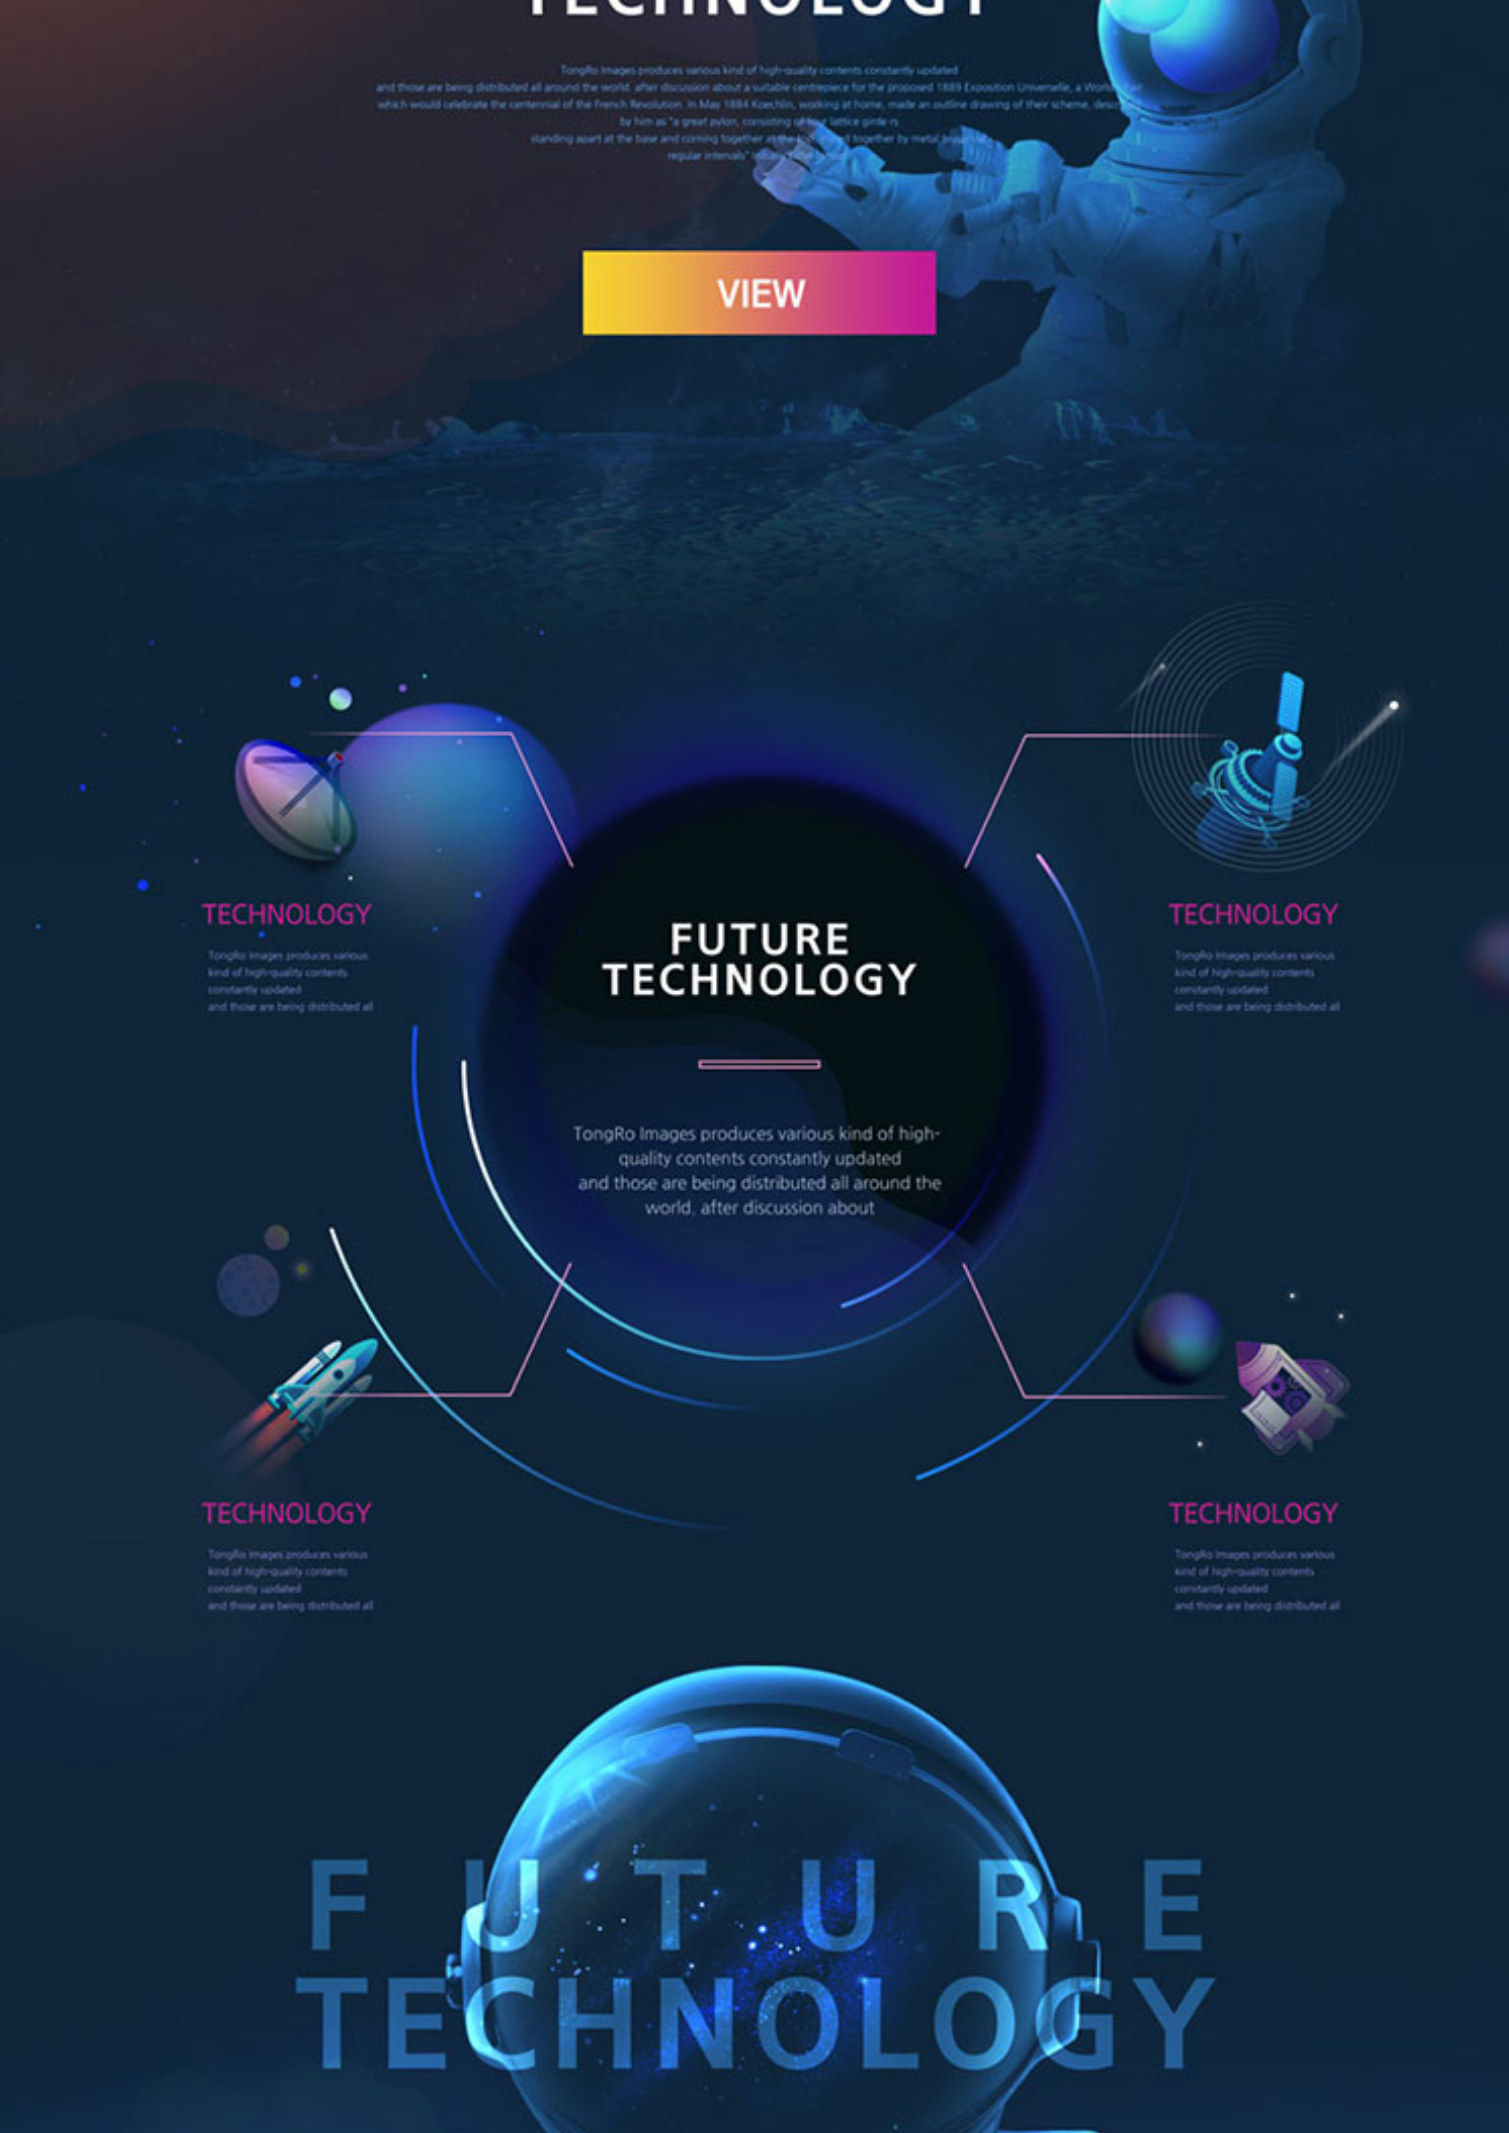 TECHNOLOGY
TongRo Images produces various kind of high-quality contents constantly updated
and those are being distributed all around the world. after discussion about a suitable centrepiece for the proposed 1889 Exposition Universelle, a World
which would celebrate the centennial of the French Revolution. In May 1884 Koechlin, working at home, made an outline drawing of their scheme,
by him as "a great pylon, consisting of four lattice girde rs
standing apart at the base and coming together at the together by metal
regular intervals"
VIEW
TECHNOLOGY
TongRo Images produces various
kind of high-quality contents
constantly updated
and those are being distributed all
TECHNOLOGY
TongRo Images produces various
kind of high-quality contents
constantly updated
and those are being distributed all
FUTURE
TECHNOLOGY
TongRo Images produces various kind of high-
quality contents constantly updated
and those are being distributed all around the
world. after discussion about
TECHNOLOGY
TongRo Images produces various
kind of high-quality contents
constantly updated
and those are being distributed all
TECHNOLOGY
TongRo Images produces various
kind of high-quality contents
constantly updated
and those are being distributed all
FUTURE
TECHNOLOGY